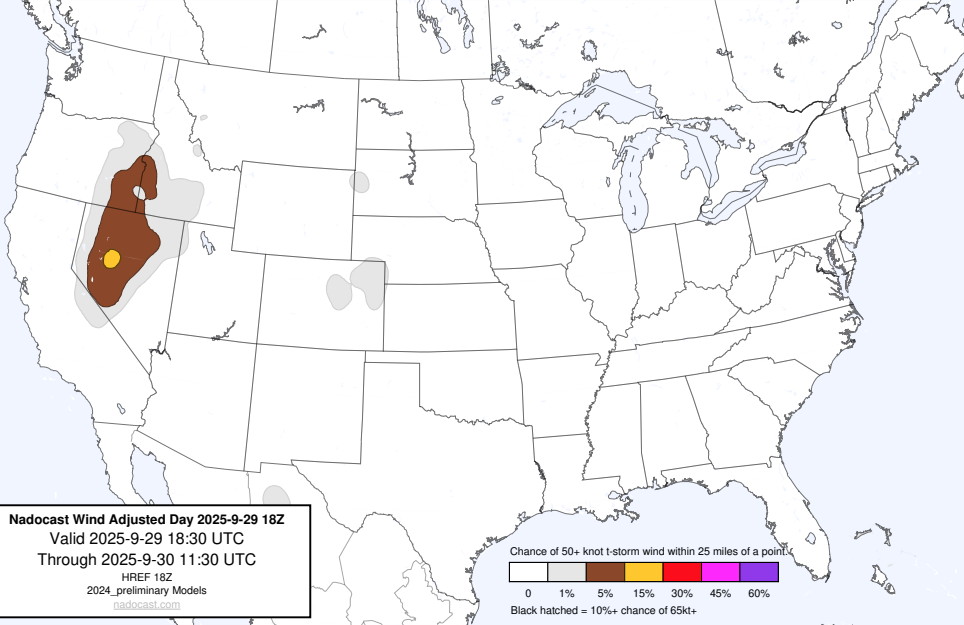 Nadocast Wind Adjusted Day 2025-9-29 18Z
Valid 2025-9-29 18:30 UTC
Through 2025-9-30 11:30 UTC
HREF 18Z
2024_preliminary Models
nadocast.com
Chance of 50+ knot t-storm wind within 25 miles of a point.
0 1% 5% 15% 30% 45% 60%
Black hatched = 10%+ chance of 65kt+